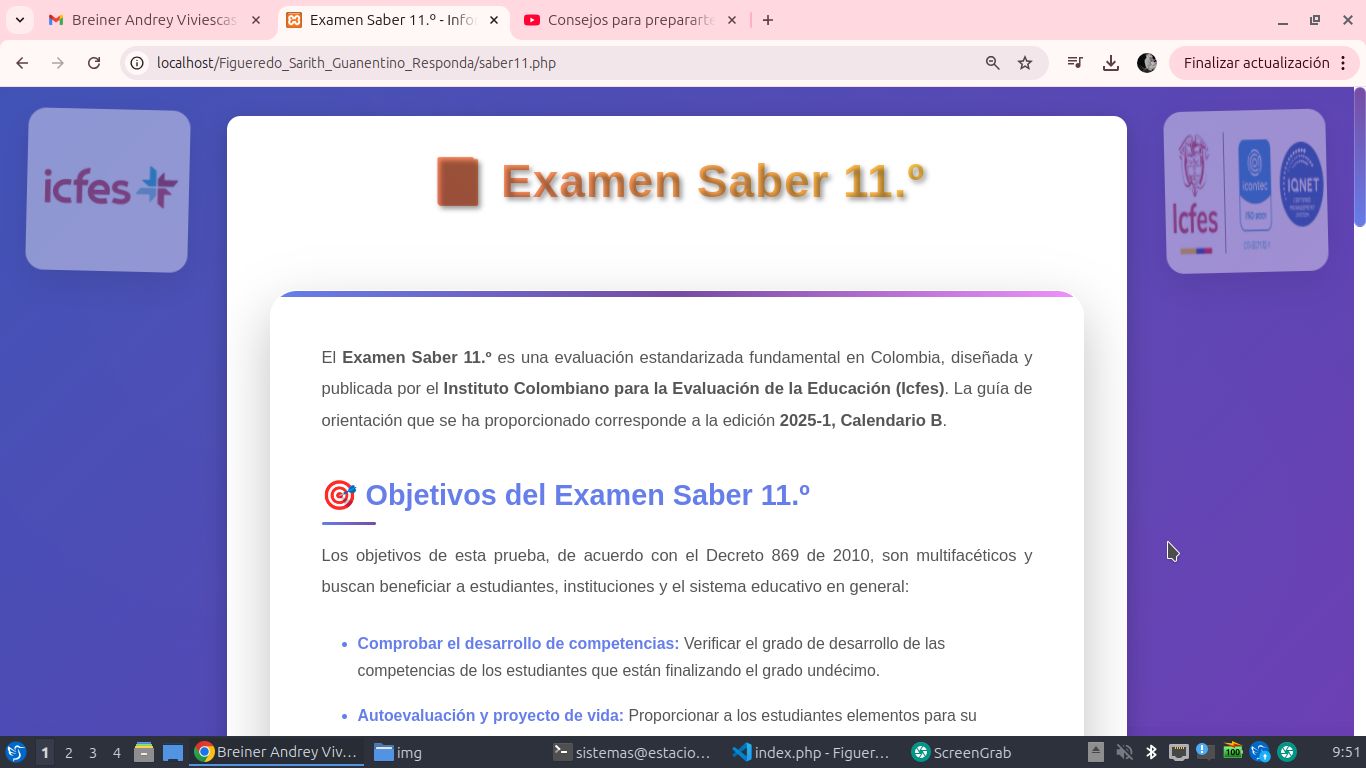 Breiner Andrey Viviescas
Examen Saber 11.º - Info
Consejos para prepararte
localhost/Figueredo_Sarith_Guanentino_Responda/saber11.php
Finalizar actualización
icfes
Icfes
icontec
ISO 9001
IQNET
CERTIFIED
MANAGEMENT
SYSTEM
Examen Saber 11.º
El Examen Saber 11.º es una evaluación estandarizada fundamental en Colombia, diseñada y
publicada por el Instituto Colombiano para la Evaluación de la Educación (Icfes). La guía de
orientación que se ha proporcionado corresponde a la edición 2025-1, Calendario B.
Objetivos del Examen Saber 11.º
Los objetivos de esta prueba, de acuerdo con el Decreto 869 de 2010, son multifacéticos y
buscan beneficiar a estudiantes, instituciones y el sistema educativo en general:
• Comprobar el desarrollo de competencias: Verificar el grado de desarrollo de las
competencias de los estudiantes que están finalizando el grado undécimo.
• Autoevaluación y proyecto de vida: Proporcionar a los estudiantes elementos para su
1 2 3 4 Breiner Andrey Viv... img sistemas@estacio... index.php - Figuer... ScreenGrab 100 9:51